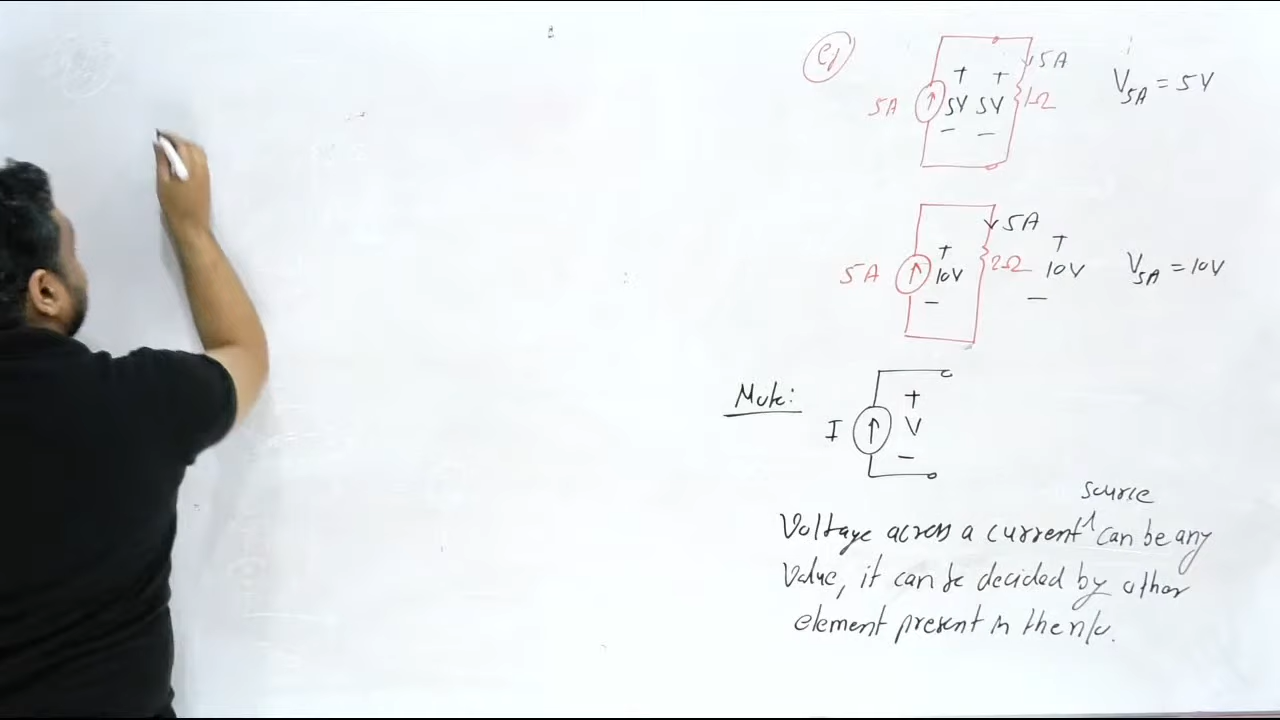 eg
5A
+ +
5V 5V
- -
5A
1Ω
V5A = 5V
5A
+
10V
-
5A
2Ω
+
10V
-
V5A = 10V
Note:
I
+
V
-
source
Voltage across a current ^ can be any
value, it can be decided by other
element present in the n/w.